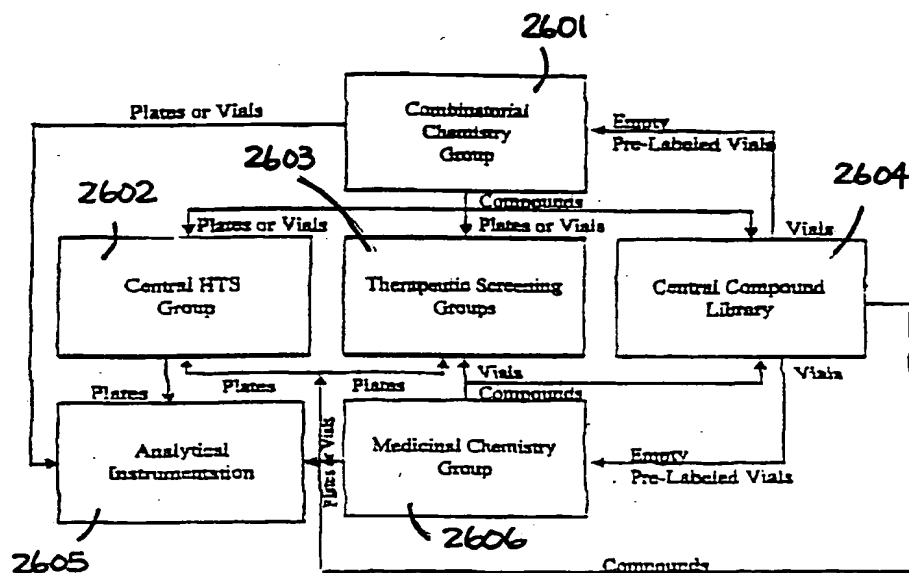 2601
Plates or Vials
Combinatorial
Chemistry
Group
Empty
Pre-Labeled Vials
2603
2602
2604
Compounds
Plates or Vials
Plates or Vials
Vials
Central HTS
Group
Therapeutic Screening
Groups
Central Compound
Library
Plates
Plates
Plates
Vials
Compounds
Vials
Plates or Vials
Analytical
Instrumentation
Medicinal Chemistry
Group
Empty
Pre-Labeled Vials
2605
2606
Compounds